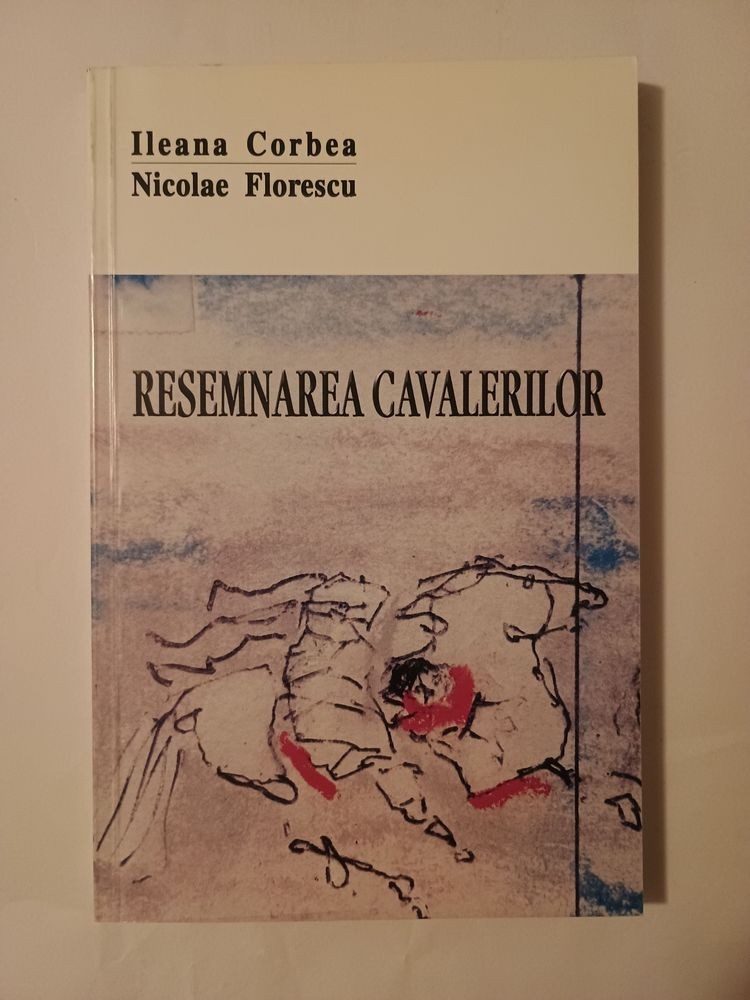 Ileana Corbea
Nicolae Florescu
RESEMNAREA CAVALERILOR